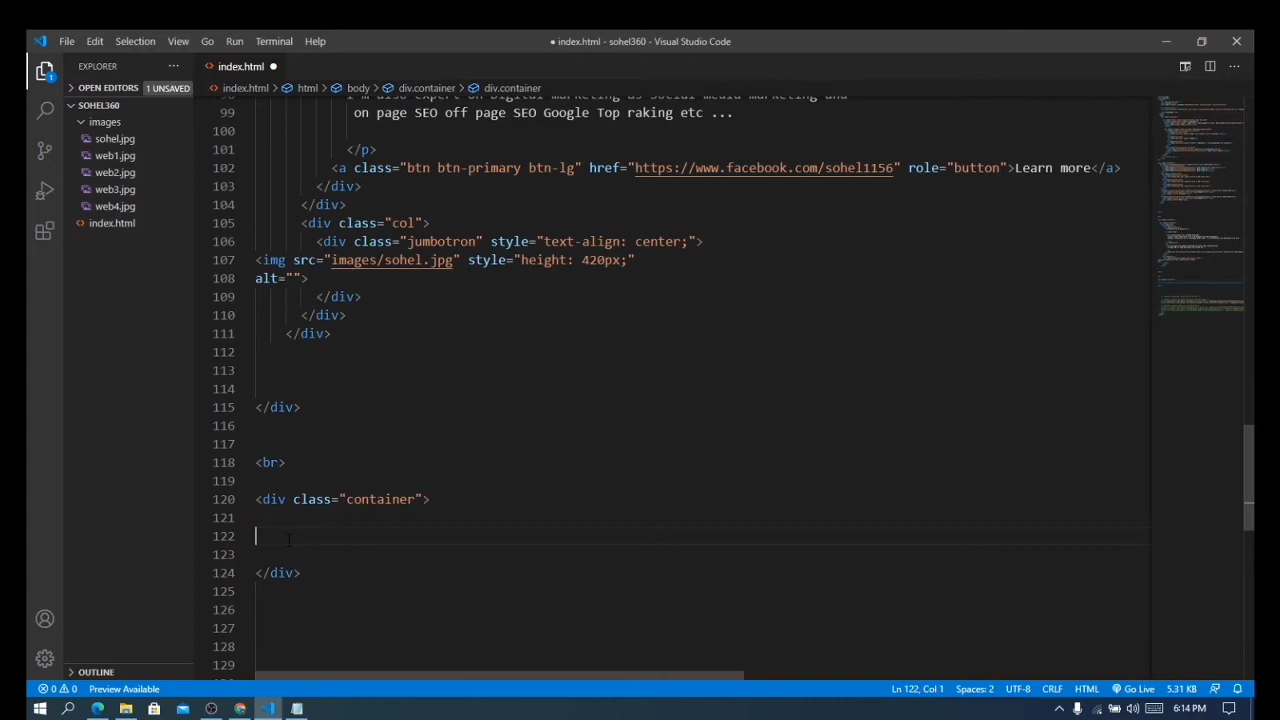 File Edit Selection View Go Run Terminal Help
● index.html - sohel360 - Visual Studio Code
EXPLORER
OPEN EDITORS 1 UNSAVED
SOHEL360
images
sohel.jpg
web1.jpg
web2.jpg
web3.jpg
web4.jpg
index.html
OUTLINE
index.html
index.html > html > body > div.container > div.container
99 on page SEO off page SEO Google Top raking etc ...
100
101 </p>
102 <a class="btn btn-primary btn-lg" href="https://www.facebook.com/sohel1156" role="button">Learn more</a>
103 </div>
104 </div>
105 <div class="col">
106 <div class="jumbotron" style="text-align: center;">
107 <img src="images/sohel.jpg" style="height: 420px;"
108 alt="">
109 </div>
110 </div>
111 </div>
112
113
114
115 </div>
116
117
118 <br>
119
120 <div class="container">
121
122
123
124 </div>
125
126
127
128
129
0 0 Preview Available
Ln 122, Col 1 Spaces: 2 UTF-8 CRLF HTML Go Live 5.31 KB
6:14 PM